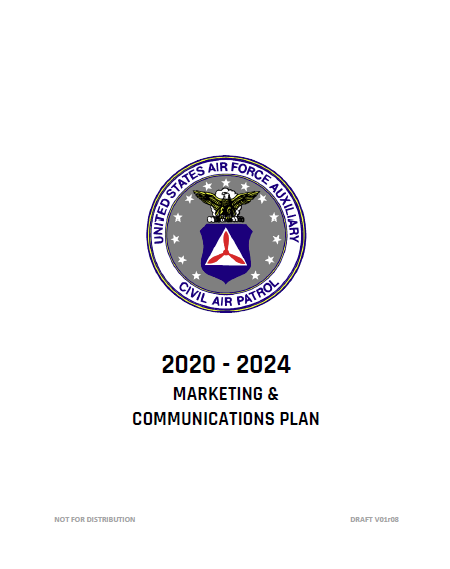 UNITED STATES AIR FORCE AUXILIARY
CIVIL AIR PATROL
2020 - 2024
MARKETING &
COMMUNICATIONS PLAN
NOT FOR DISTRIBUTION
DRAFT V01r08